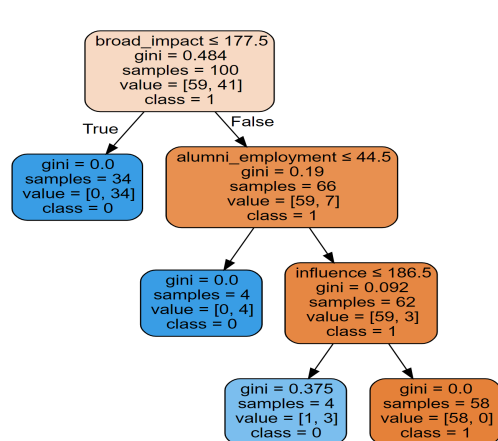 broad_impact ≤ 177.5
gini = 0.484
samples = 100
value = [59, 41]
class = 1
True
False
gini = 0.0
samples = 34
value = [0, 34]
class = 0
alumni_employment ≤ 44.5
gini = 0.19
samples = 66
value = [59, 7]
class = 1
gini = 0.0
samples = 4
value = [0, 4]
class = 0
influence ≤ 186.5
gini = 0.092
samples = 62
value = [59, 3]
class = 1
gini = 0.375
samples = 4
value = [1, 3]
class = 0
gini = 0.0
samples = 58
value = [58, 0]
class = 1